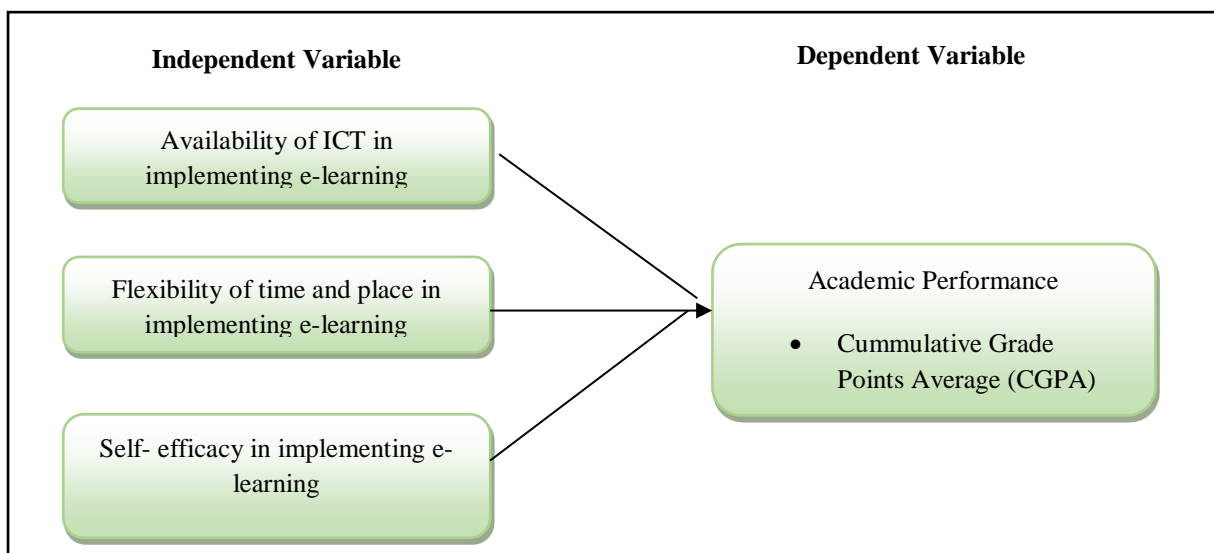 Independent Variable
Dependent Variable
Availability of ICT in
implementing e-learning
Flexibility of time and place in
implementing e-learning
Self- efficacy in implementing e-
learning
Academic Performance
• Cummulative Grade
Points Average (CGPA)